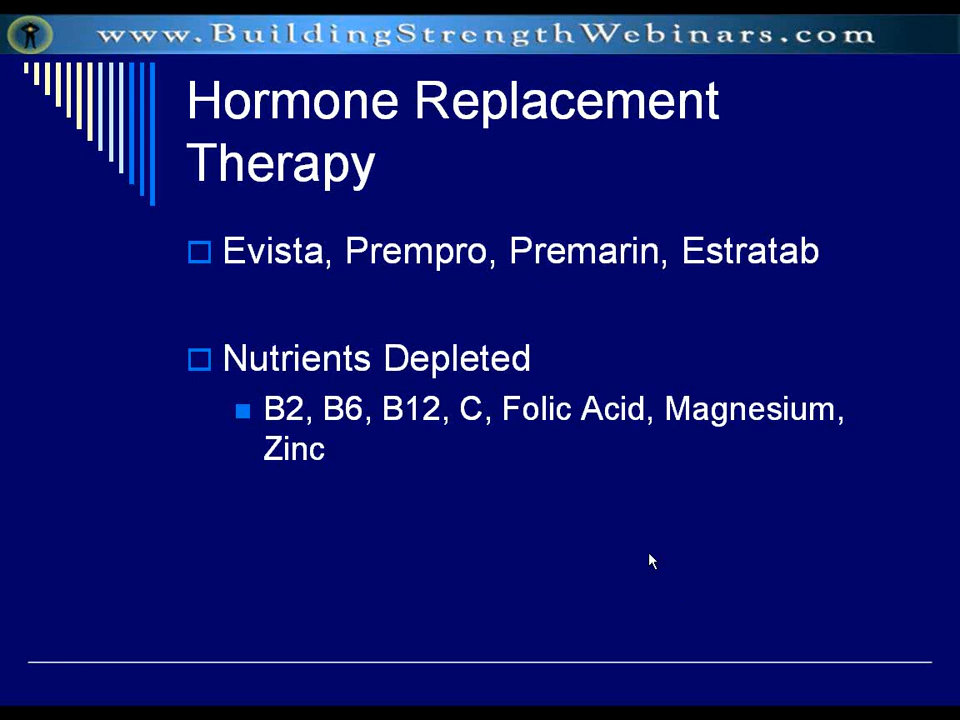 www.BuildingStrengthWebinars.com
Hormone Replacement
Therapy
Evista, Prempro, Premarin, Estratab
Nutrients Depleted
B2, B6, B12, C, Folic Acid, Magnesium,
Zinc